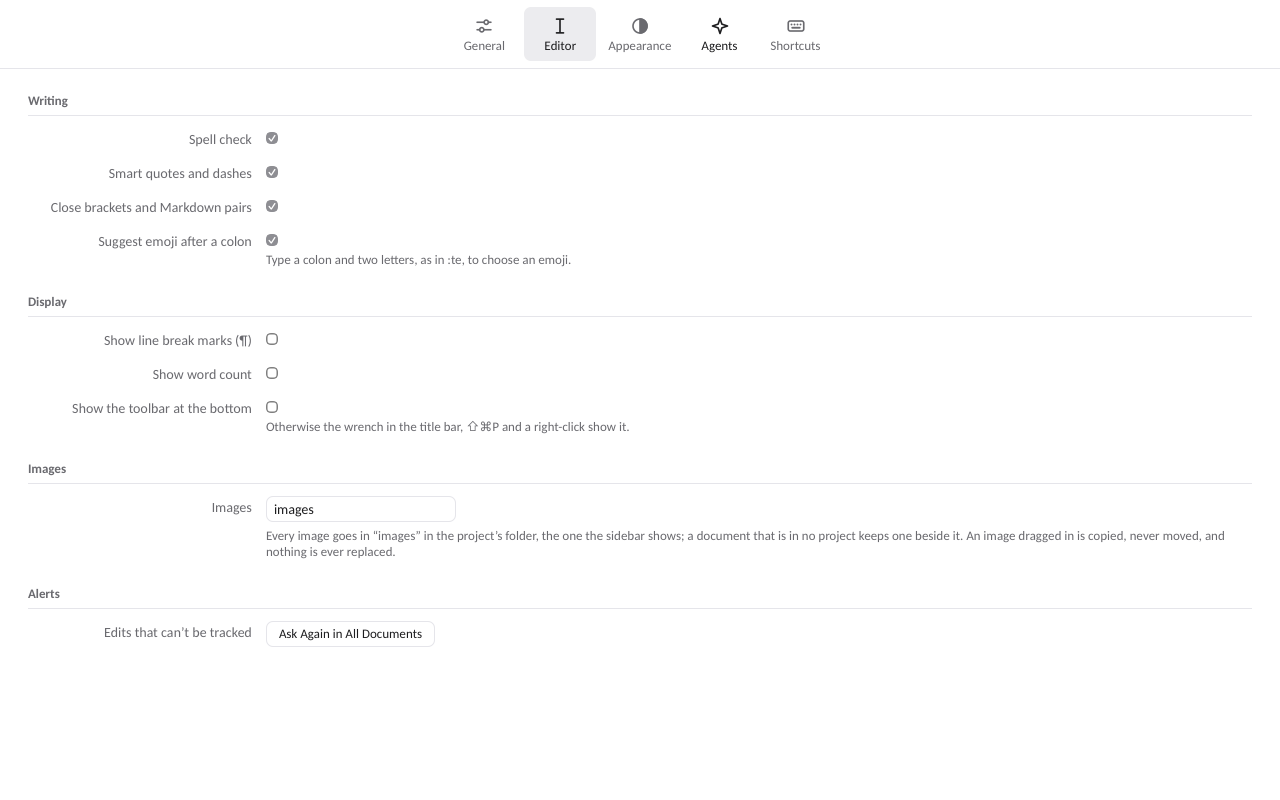 General
Editor
Appearance
Agents
Shortcuts
Writing
Spell check
Smart quotes and dashes
Close brackets and Markdown pairs
Suggest emoji after a colon
Type a colon and two letters, as in :te, to choose an emoji.
Display
Show line break marks (¶)
Show word count
Show the toolbar at the bottom
Otherwise the wrench in the title bar, ⇧⌘P and a right-click show it.
Images
Images
images
Every image goes in “images” in the project’s folder, the one the sidebar shows; a document that is in no project keeps one beside it. An image dragged in is copied, never moved, and
nothing is ever replaced.
Alerts
Edits that can’t be tracked
Ask Again in All Documents